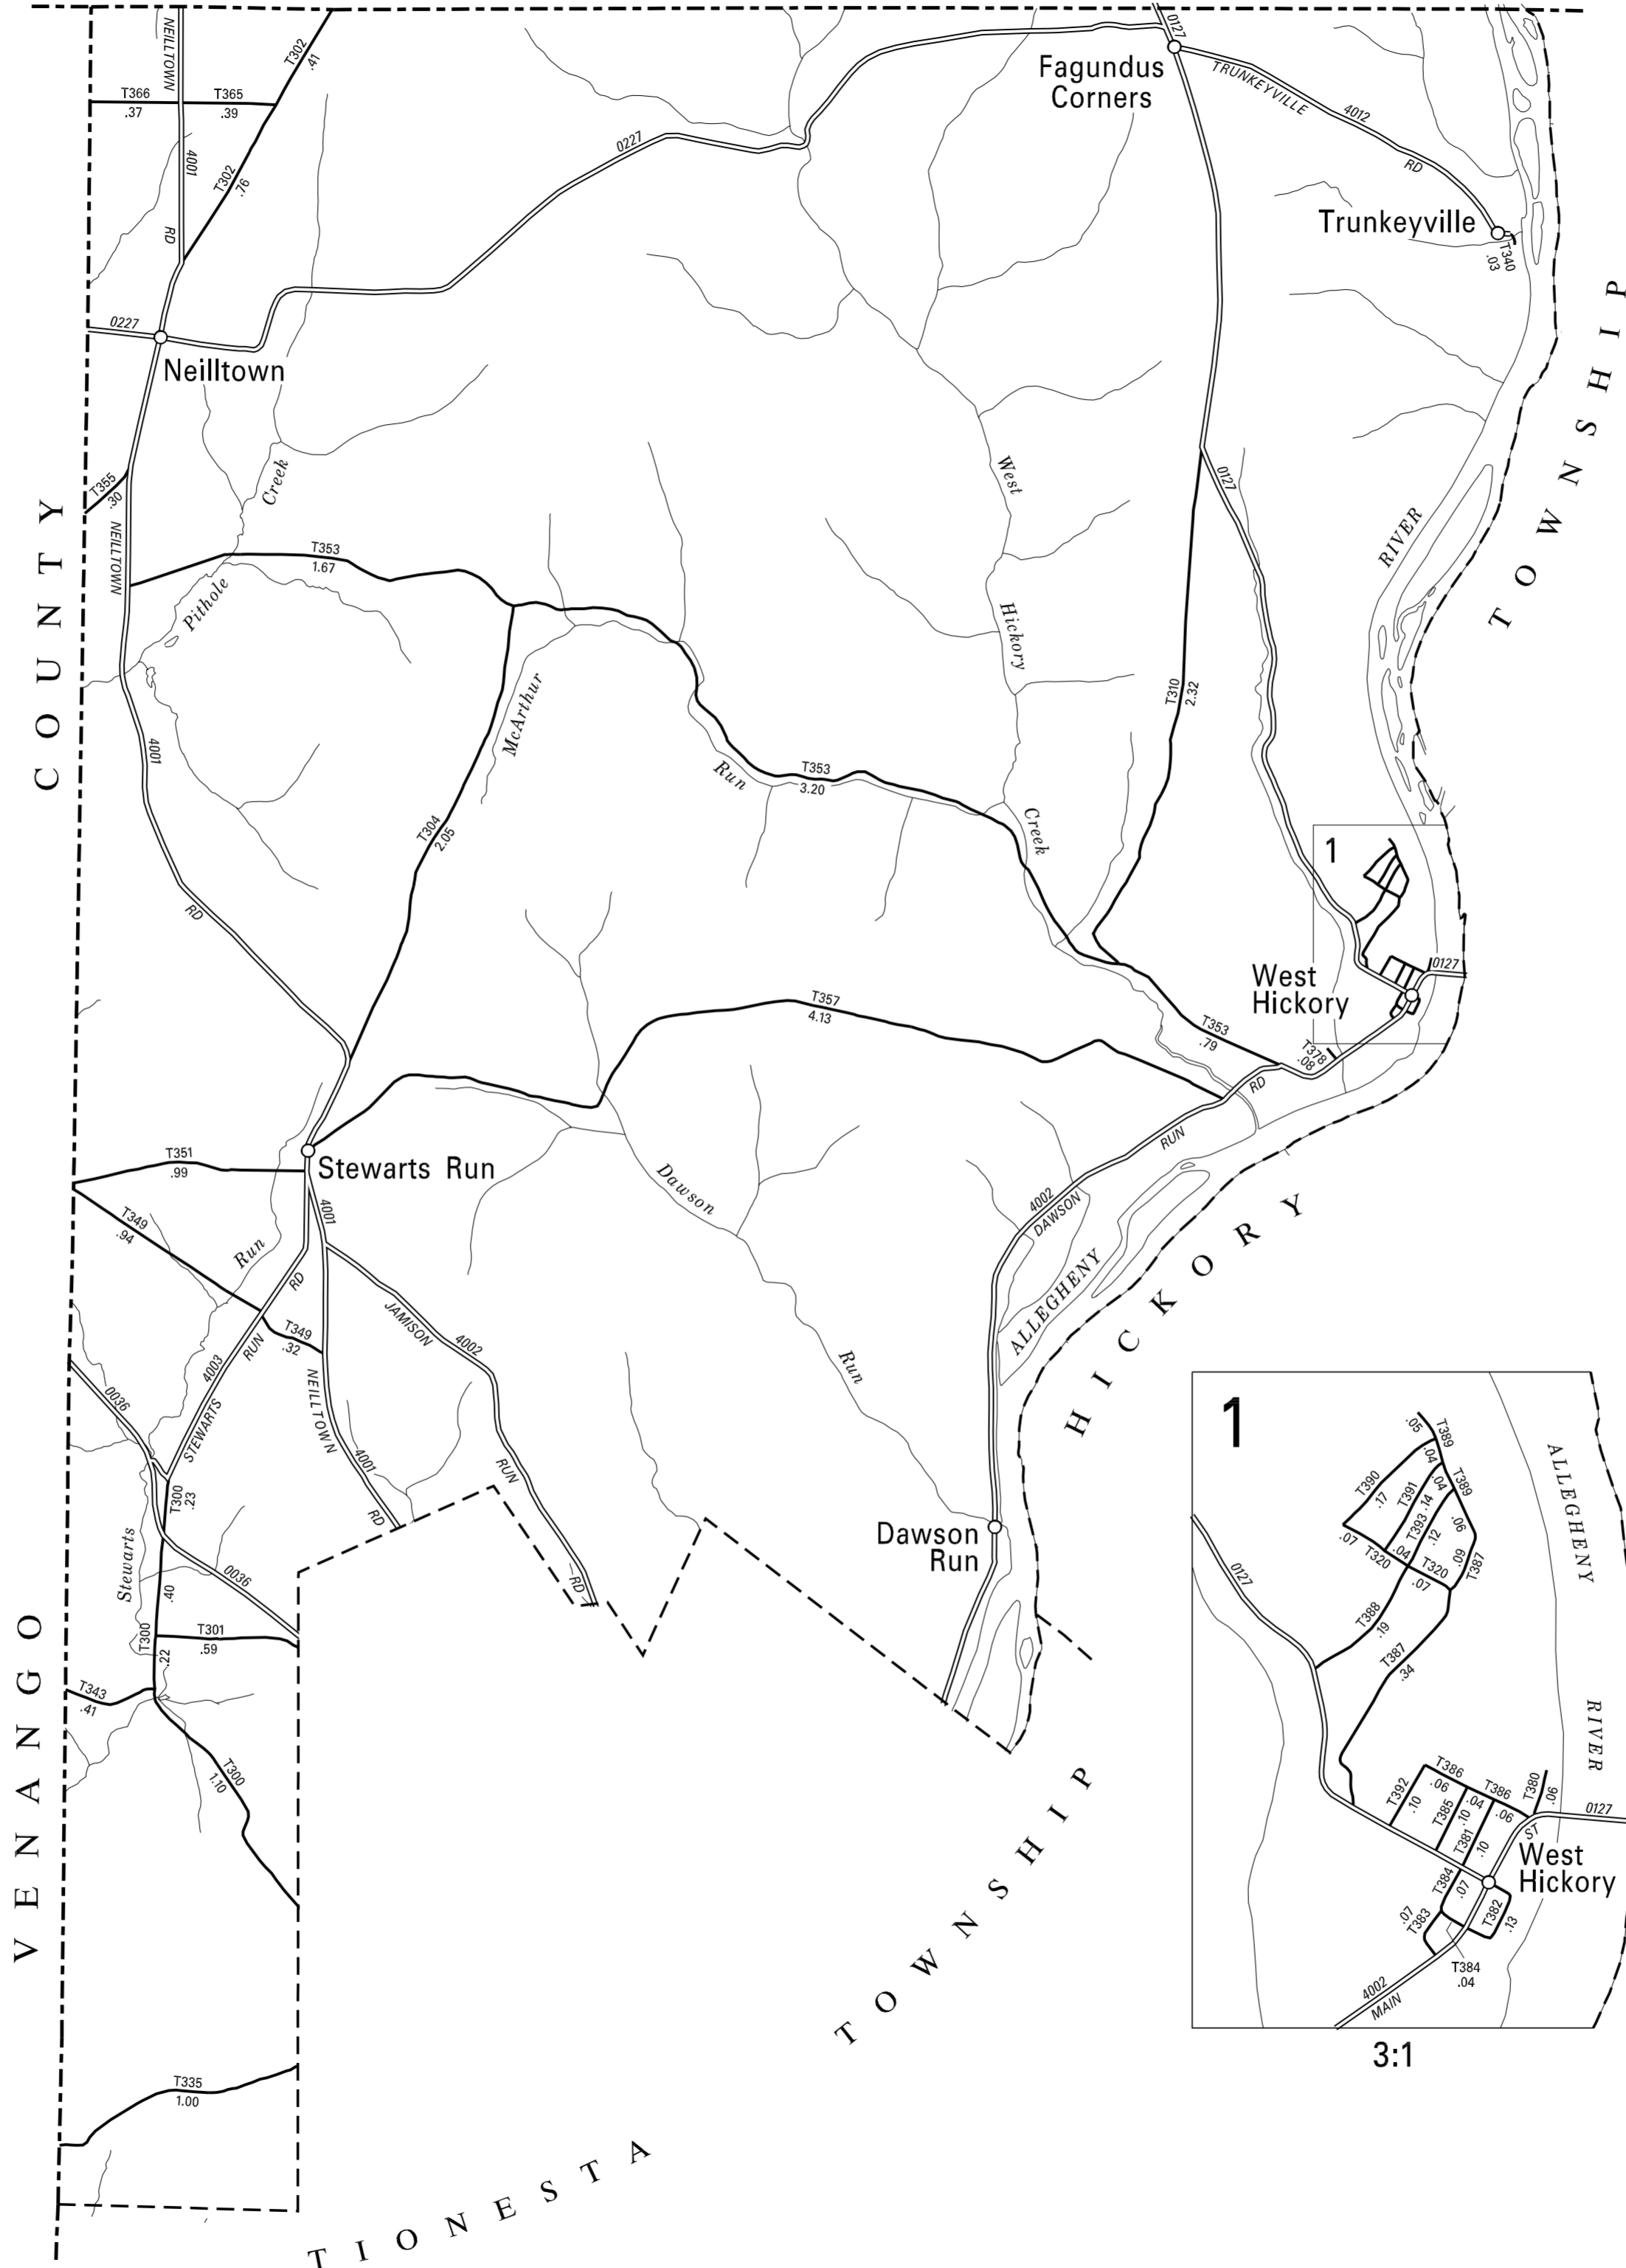 NEILLTOWN
T302
.41
0127
Fagundus
Corners
TRUNKEYVILLE
4012
RD
T366
.37
T365
.39
4001
T302
.76
RD
0227
Trunkeyville
T340
.03
0227
Neilltown
TOWNSHIP
COUNTY
T355
.30
NEILLTOWN
Creek
Pithole
T353
1.67
West
Hickory
Creek
0127
RIVER
T310
2.32
McArthur
Run
T353
3.20
4001
RD
T304
2.05
1
West
Hickory
0127
T357
4.13
T353
.79
T378
.08
RD
RUN
4002
DAWSON
T351
.99
Stewarts Run
4001
T349
.94
Run
RD
Dawson
Run
ALLEGHENY
HICKORY
T349
.32
RUN
4003
STEWARTS
JAMISON
4002
RUN
RD
NEILLTOWN
4001
RD
0036
T300
.23
Stewarts
0036
.40
T300
T301
.59
.22
T343
.41
T300
1.10
Dawson
Run
VENANGO
TOWNSHIP
T335
1.00
TIONESTA
1
ALLEGHENY
RIVER
.05
T389
.04
T390
.17
T391
.14
.04
T389
T393
.12
.06
.07
T320
.04
T320
.07
.09
T387
0127
T388
.19
T387
.34
T386
.06
T386
.04
.06
T380
.06
T392
.10
T385
.10
T381
.10
0127
ST
West
Hickory
T384
.07
.07
T383
T382
.13
T384
.04
4002
MAIN
3:1